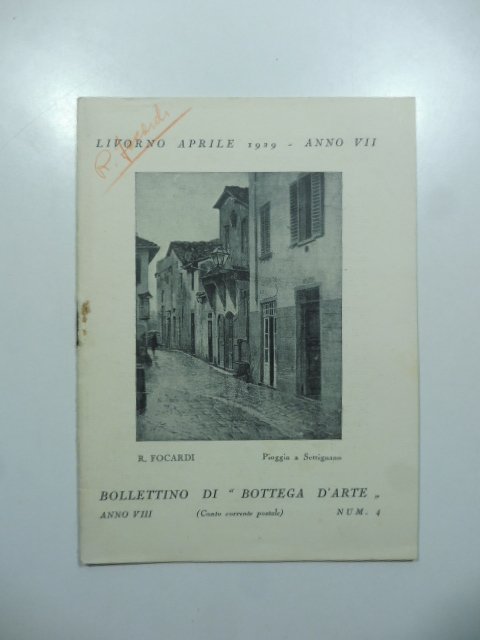 R. Focardi
LIVORNO APRILE 1929 - ANNO VII
R. FOCARDI Pioggia a Settignano
BOLLETTINO DI " BOTTEGA D'ARTE „
ANNO VIII (Conto corrente postale) NUM. 4